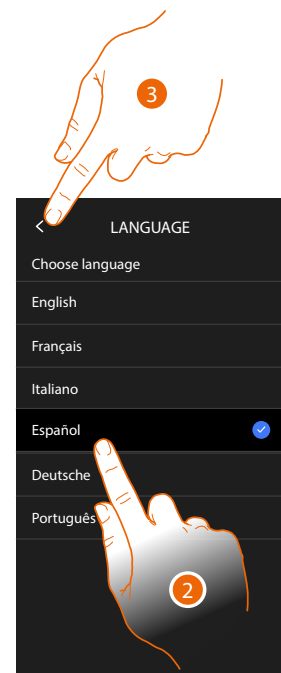 3
LANGUAGE
Choose language
English
Français
Italiano
Español
Deutsche
Português
2